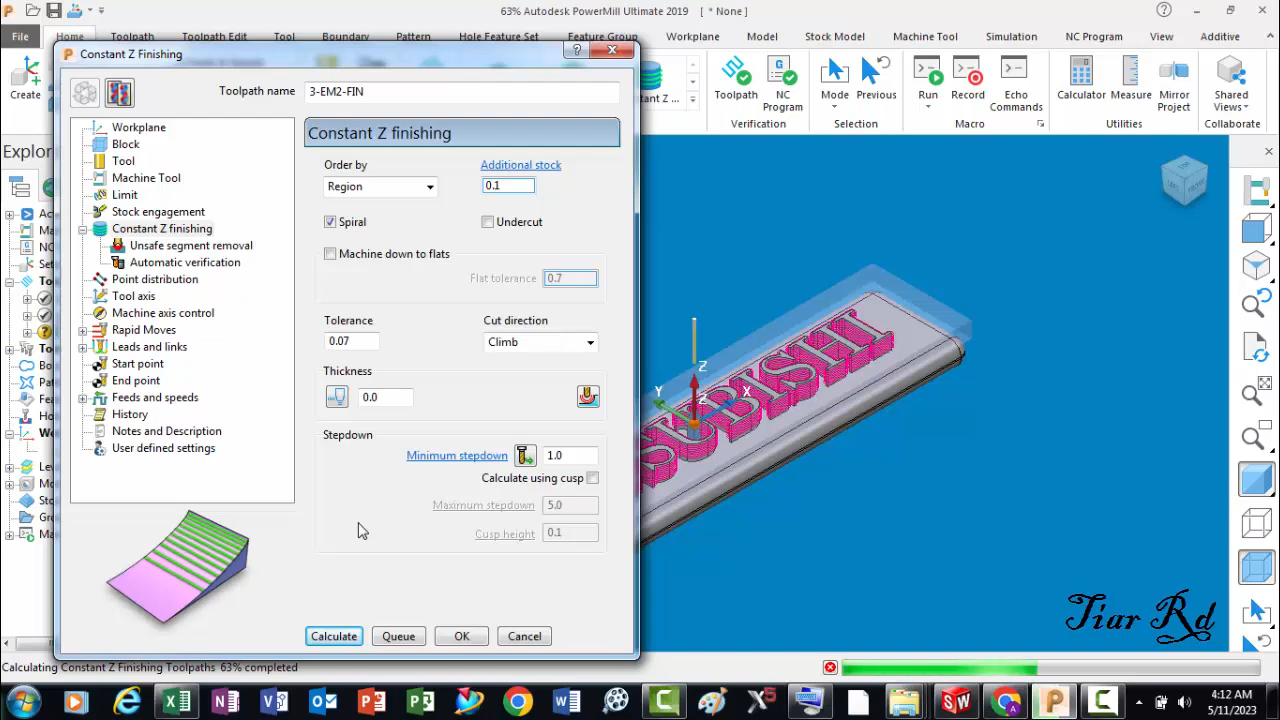 63% Autodesk PowerMill Ultimate 2019 [ * None ]
File Home Toolpath Edit Tool Boundary Pattern Hole Feature Set Feature Group Workplane Model Stock Model Machine Tool Simulation NC Program View Additive
Constant Z Finishing
Create
Constant Z ...
Toolpath
NC Program
Verification
Mode
Previous
Selection
Run
Record
Echo Commands
Macro
Calculator
Measure
Mirror Project
Utilities
Shared Views
Collaborate
Toolpath name 3-EM2-FIN
Workplane
Block
Tool
Machine Tool
Limit
Stock engagement
Constant Z finishing
Unsafe segment removal
Automatic verification
Point distribution
Tool axis
Machine axis control
Rapid Moves
Leads and links
Start point
End point
Feeds and speeds
History
Notes and Description
User defined settings
Constant Z finishing
Order by Additional stock
Region 0.1
Spiral Undercut
Machine down to flats
Flat tolerance 0.7
Tolerance Cut direction
0.07 Climb
Thickness
0.0
Stepdown
Minimum stepdown 1.0
Calculate using cusp
Maximum stepdown 5.0
Cusp height 0.1
Calculate Queue OK Cancel
SUBISHI
Z
Y X
Z
Tiar Rd
Calculating Constant Z Finishing Toolpaths 63% completed
4:12 AM
5/11/2023